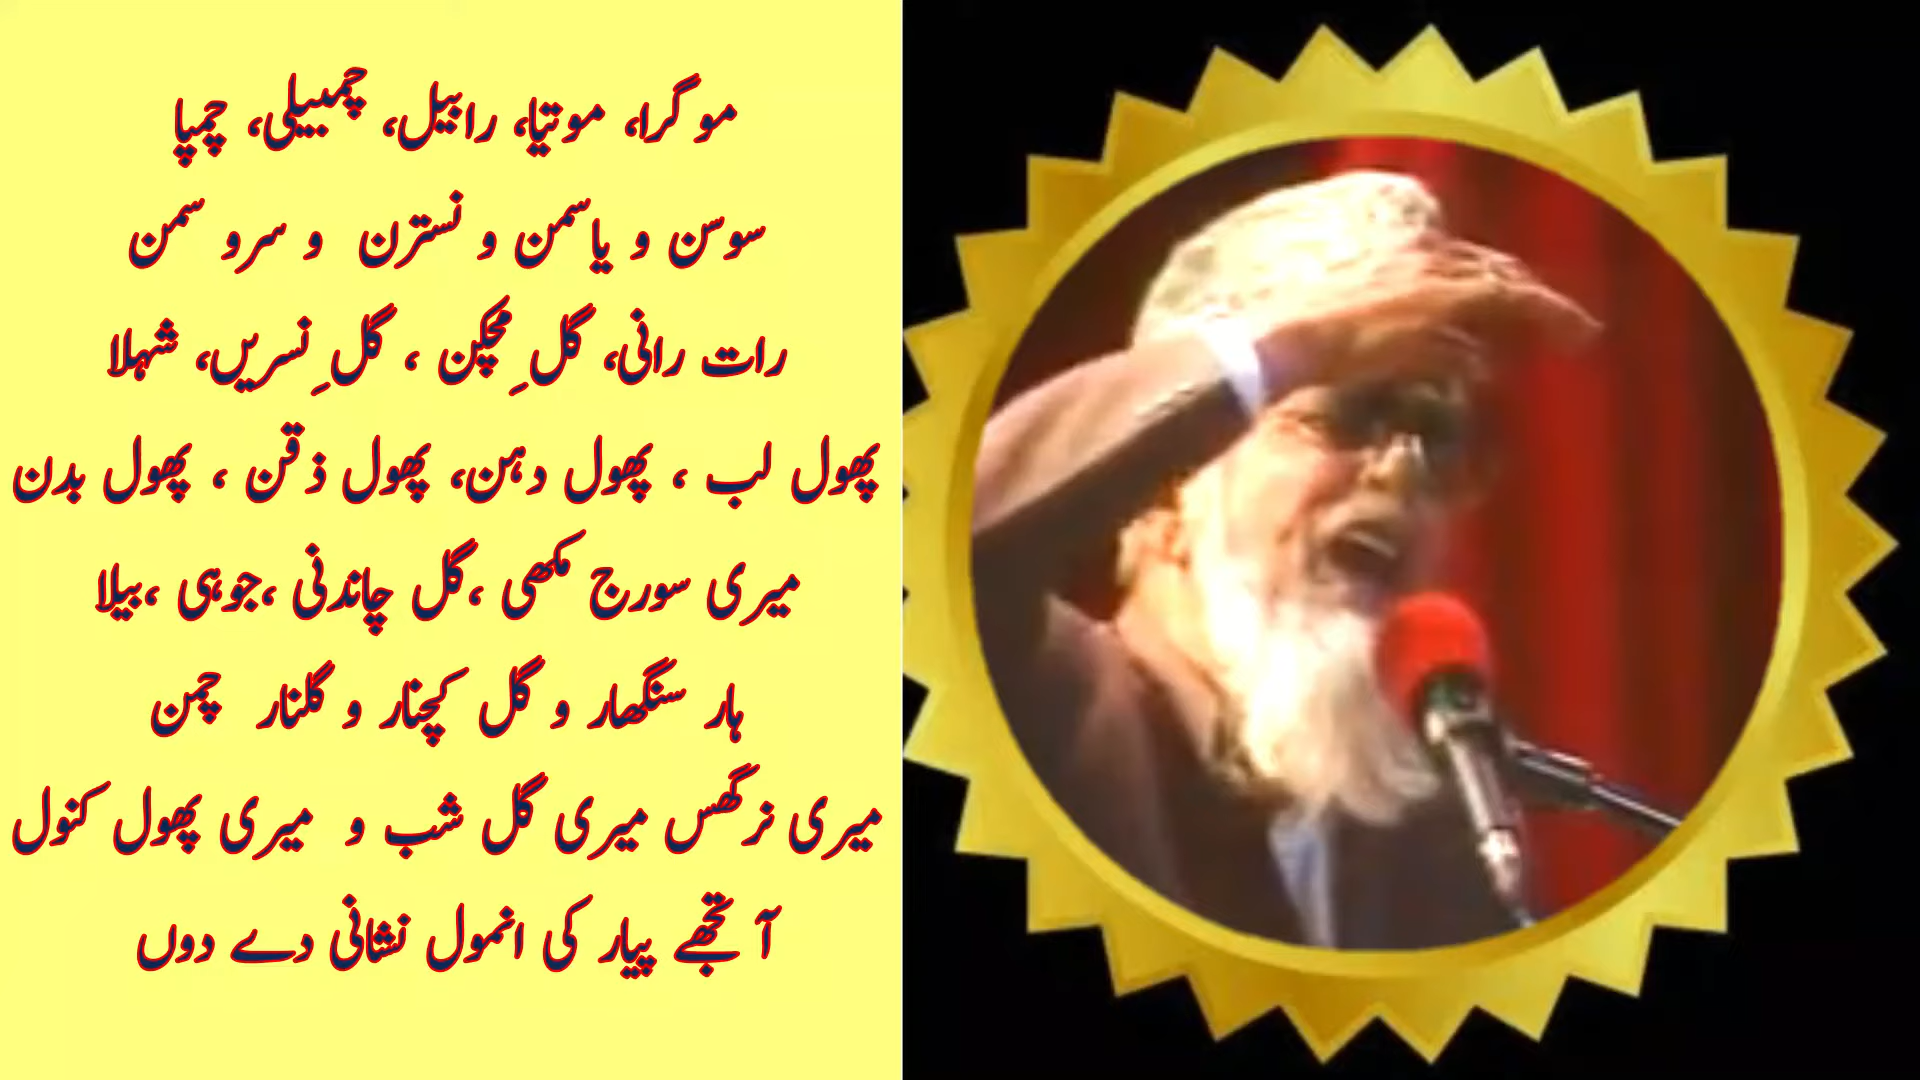 موگرا، موتیا، رابیل، چمبیلی، چمپا
سوسن و یاسمن و نسترن و سرو سمن
رات رانی، گلِ مچکن ، گلِ نسریں، شہلا
پھول لب ، پھول دہن، پھول ذقن ، پھول بدن
میری سورج مکھی ،گل چاندنی ،جوہی ،بیلا
ہار سنگھار و گل کچنار و گلنار چمن
میری نرگھس میری گل شب و میری پھول کنول
آ تجھے پیار کی انمول نشانی دے دوں